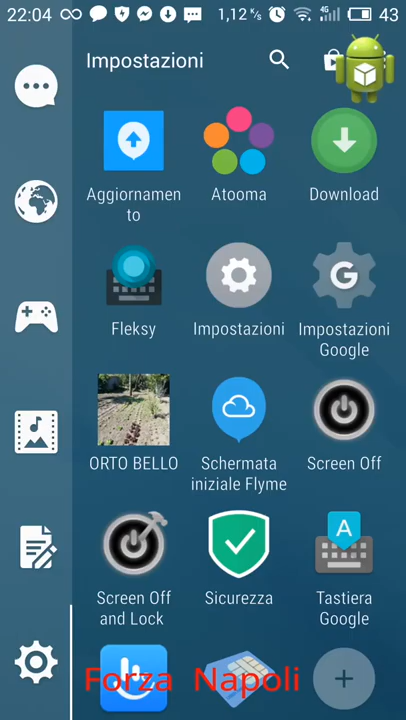 22:04 1,12 K/s 4G 43
Impostazioni
Aggiornamen
to
Atooma
Download
Fleksy
Impostazioni
Impostazioni
Google
ORTO BELLO
Schermata
iniziale Flyme
Screen Off
Screen Off
and Lock
Sicurezza
Tastiera
Google
Forza Napoli